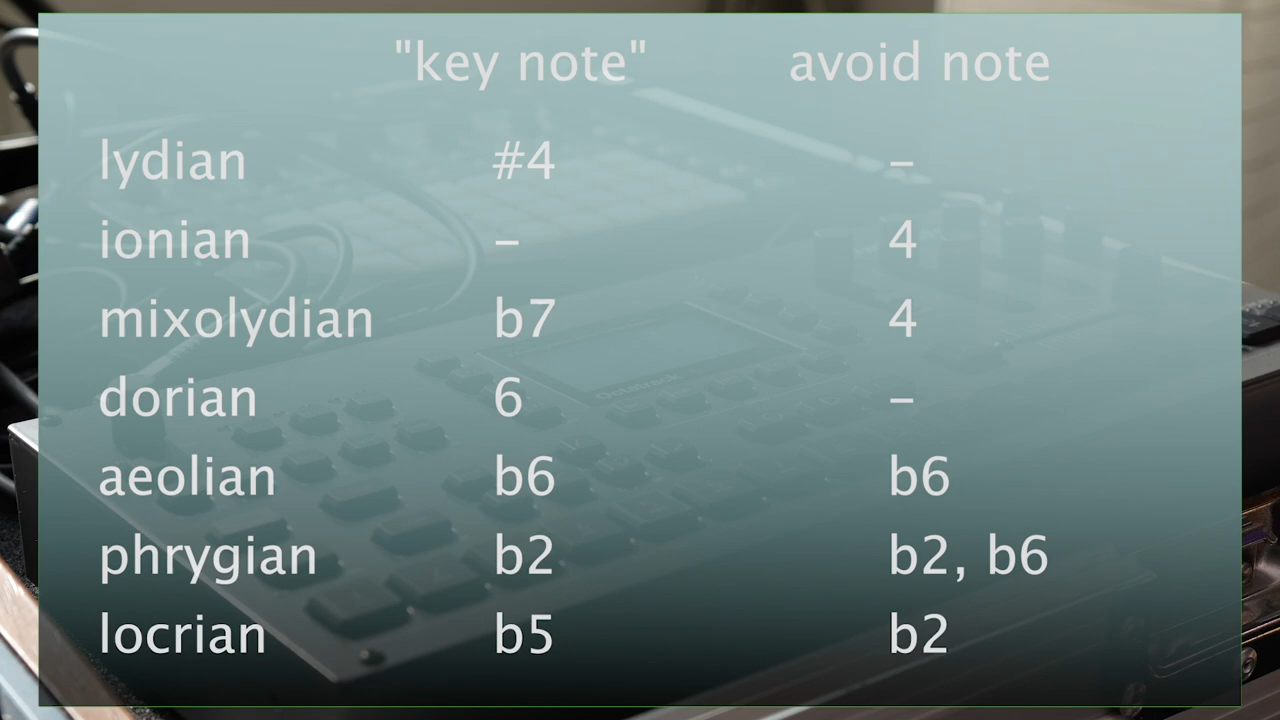 "key note" avoid note
lydian #4 –
ionian – 4
mixolydian b7 4
dorian 6 –
aeolian b6 b6
phrygian b2 b2, b6
locrian b5 b2